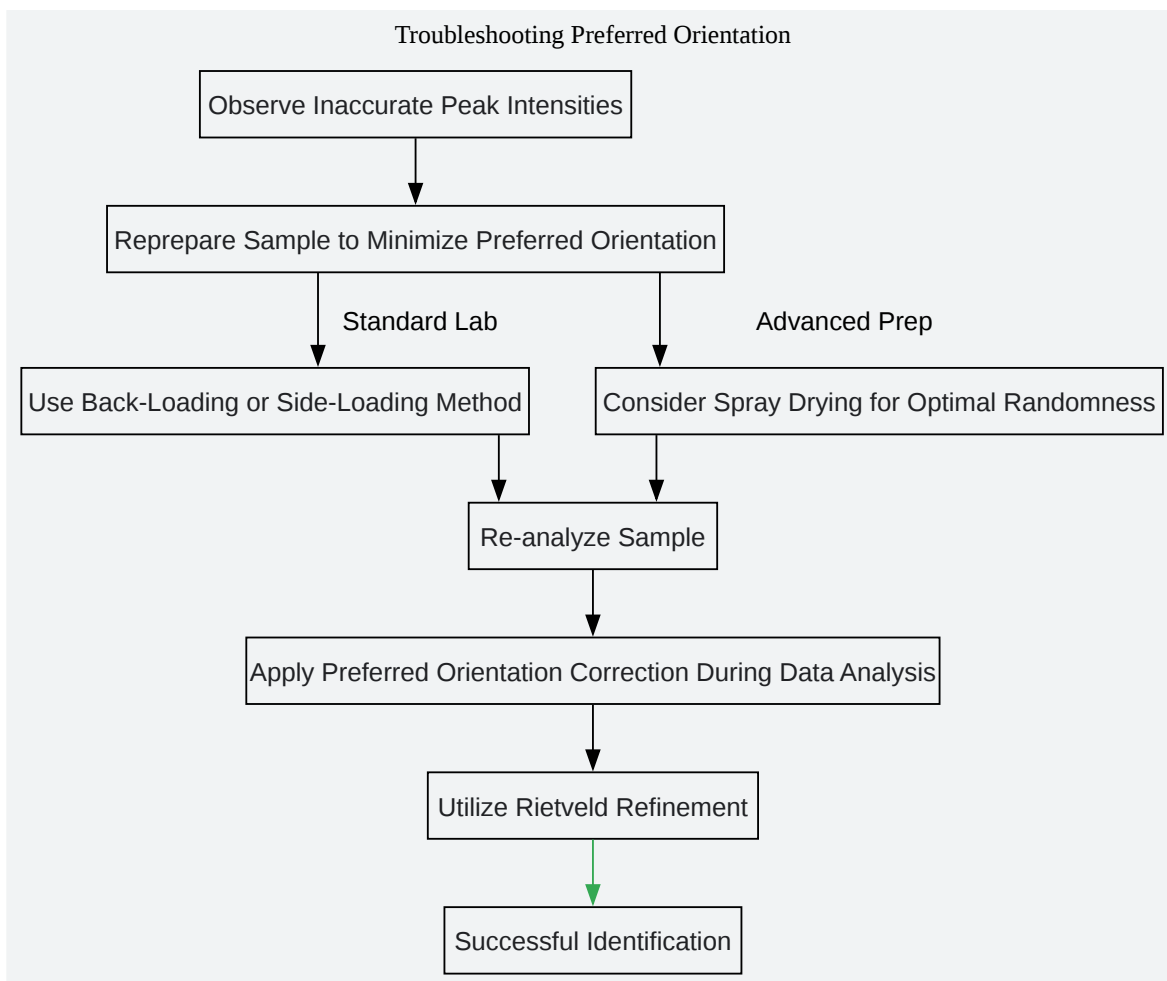 Troubleshooting Preferred Orientation
Observe Inaccurate Peak Intensities
Reprepare Sample to Minimize Preferred Orientation
Standard Lab
Advanced Prep
Use Back-Loading or Side-Loading Method
Consider Spray Drying for Optimal Randomness
Re-analyze Sample
Apply Preferred Orientation Correction During Data Analysis
Utilize Rietveld Refinement
Successful Identification